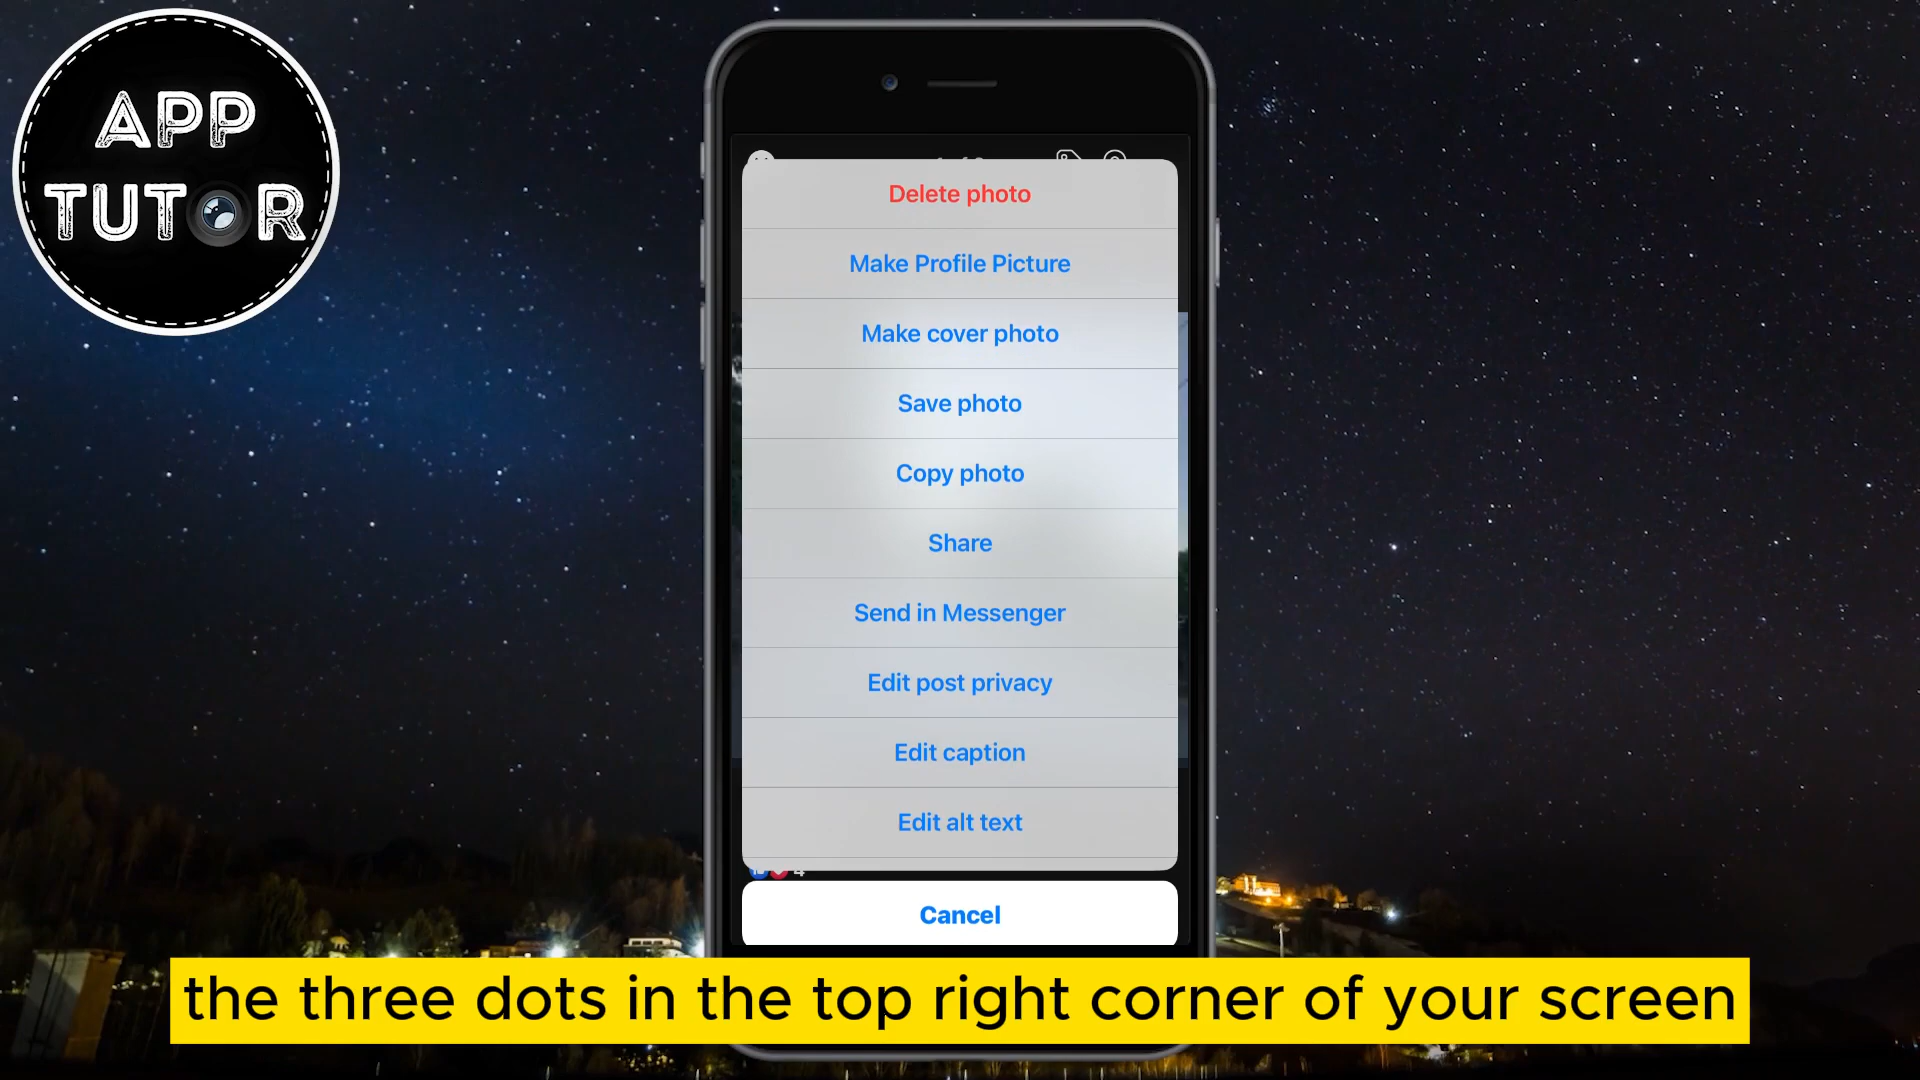 APP
TUTOR
Delete photo
Make Profile Picture
Make cover photo
Save photo
Copy photo
Share
Send in Messenger
Edit post privacy
Edit caption
Edit alt text
4
Cancel
the three dots in the top right corner of your screen